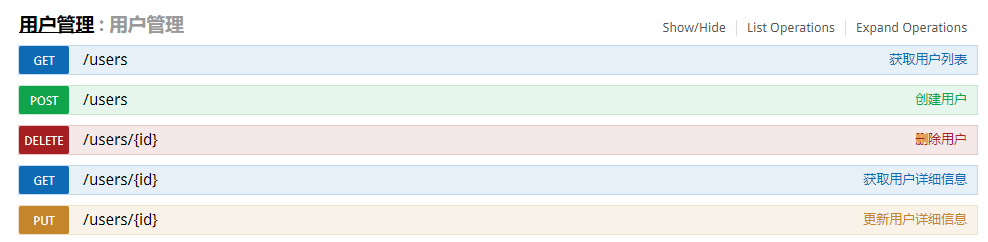 用户管理 : 用户管理 Show/Hide List Operations Expand Operations
GET /users 获取用户列表
POST /users 创建用户
DELETE /users/{id} 删除用户
GET /users/{id} 获取用户详细信息
PUT /users/{id} 更新用户详细信息